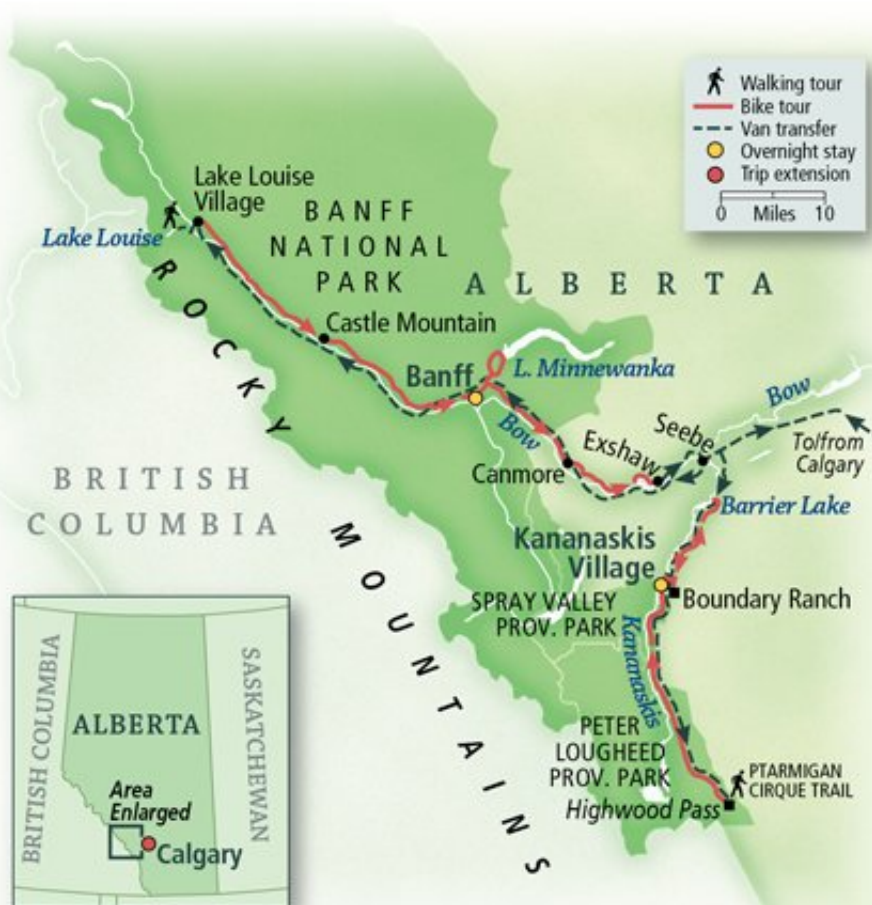 Walking tour
Bike tour
Van transfer
Overnight stay
Trip extension
0 Miles 10
Lake Louise
Village
Lake Louise
BANFF
NATIONAL
PARK
ALBERTA
ROCKY MOUNTAINS
Castle Mountain
Banff
L. Minnewanka
Bow
Bow
Seebe
Exshaw
Canmore
To/from
Calgary
BRITISH
COLUMBIA
Barrier Lake
Kananaskis
Village
Boundary Ranch
SPRAY VALLEY
PROV. PARK
Kananaskis
PETER
LOUGHEED
PROV. PARK
PTARMIGAN
CIRQUE TRAIL
Highwood Pass
BRITISH COLUMBIA
ALBERTA
SASKATCHEWAN
Area
Enlarged
Calgary